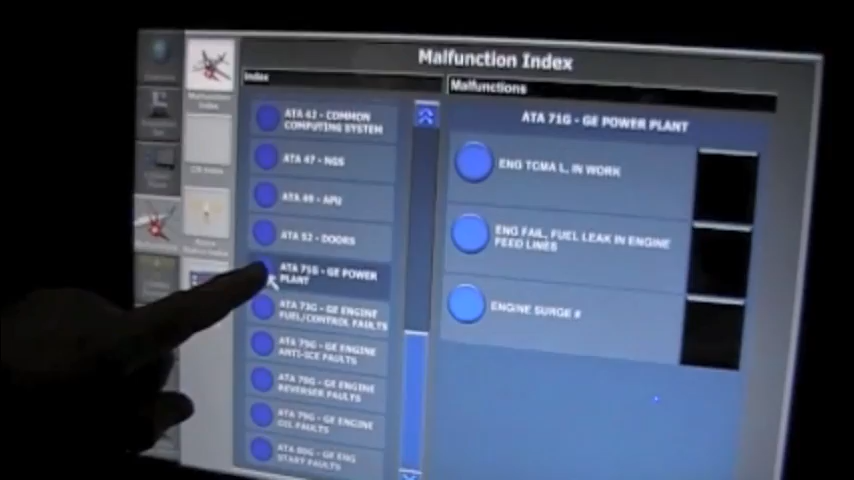 Malfunction Index
Index
Malfunctions
ATA 42 - COMMON
COMPUTING SYSTEM
ATA 47 - NGS
ATA 49 - APU
ATA 52 - DOORS
ATA 71G - GE POWER
PLANT
ATA 73G - GE ENGINE
FUEL/CONTROL FAULTS
ATA 75G - GE ENGINE
ANTI-ICE FAULTS
ATA 78G - GE ENGINE
REVERSER FAULTS
ATA 79G - GE ENGINE
OIL FAULTS
ATA 80G - GE ENG
START FAULTS
ATA 71G - GE POWER PLANT
ENG TCMA L, IN WORK
ENG FAIL, FUEL LEAK IN ENGINE
FEED LINES
ENGINE SURGE #
Malfunction
Index